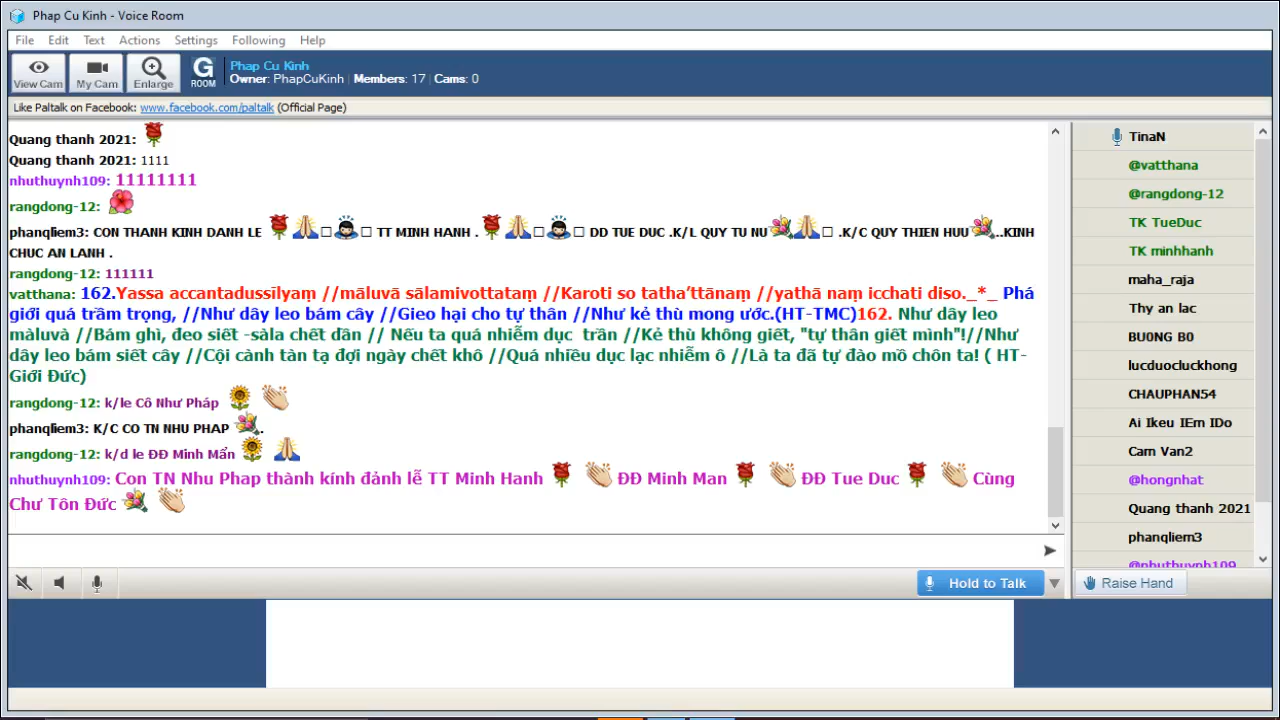 Phap Cu Kinh - Voice Room
File Edit Text Actions Settings Following Help
View Cam My Cam Enlarge G ROOM
Phap Cu Kinh
Owner: PhapCuKinh Members: 17 Cams: 0
Like Paltalk on Facebook: www.facebook.com/paltalk (Official Page)
Quang thanh 2021:
Quang thanh 2021: 1111
nhuthuynh109: 11111111
rangdong-12:
phanqliem3: CON THANH KINH DANH LE TT MINH HANH . DD TUE DUC .K/L QUY TU NU .K/C QUY THIEN HUU ..KINH
CHUC AN LANH .
rangdong-12: 111111
vatthana: 162.Yassa accantadussīlyaṃ //māluvā sālamivottataṃ //Karoti so tatha’ttānaṃ //yathā naṃ icchati diso._*_ Phá
giới quá trầm trọng, //Như dây leo bám cây //Gieo hại cho tự thân //Như kẻ thù mong ước.(HT-TMC)162. Như dây leo
màluvà //Bám ghì, đeo siết -sàla chết dần // Nếu ta quá nhiễm dục trần //Kẻ thù không giết, "tự thân giết mình"!//Như
dây leo bám siết cây //Cội cành tàn tạ đợi ngày chết khô //Quá nhiều dục lạc nhiễm ô //Là ta đã tự đào mồ chôn ta! ( HT-
Giới Đức)
rangdong-12: k/le Cô Như Pháp
phanqliem3: K/C CO TN NHU PHAP .
rangdong-12: k/d le ĐĐ Minh Mẩn
nhuthuynh109: Con TN Nhu Phap thành kính đảnh lễ TT Minh Hanh ĐĐ Minh Man ĐĐ Tue Duc Cùng
Chư Tôn Đức
Hold to Talk
TinaN
@vatthana
@rangdong-12
TK TueDuc
TK minhhanh
maha_raja
Thy an lac
BU0NG B0
lucduocluckhong
CHAUPHAN54
Ai Ikeu IErn IDo
Cam Van2
@hongnhat
Quang thanh 2021
phanqliem3
@nhuthuynh109
Raise Hand